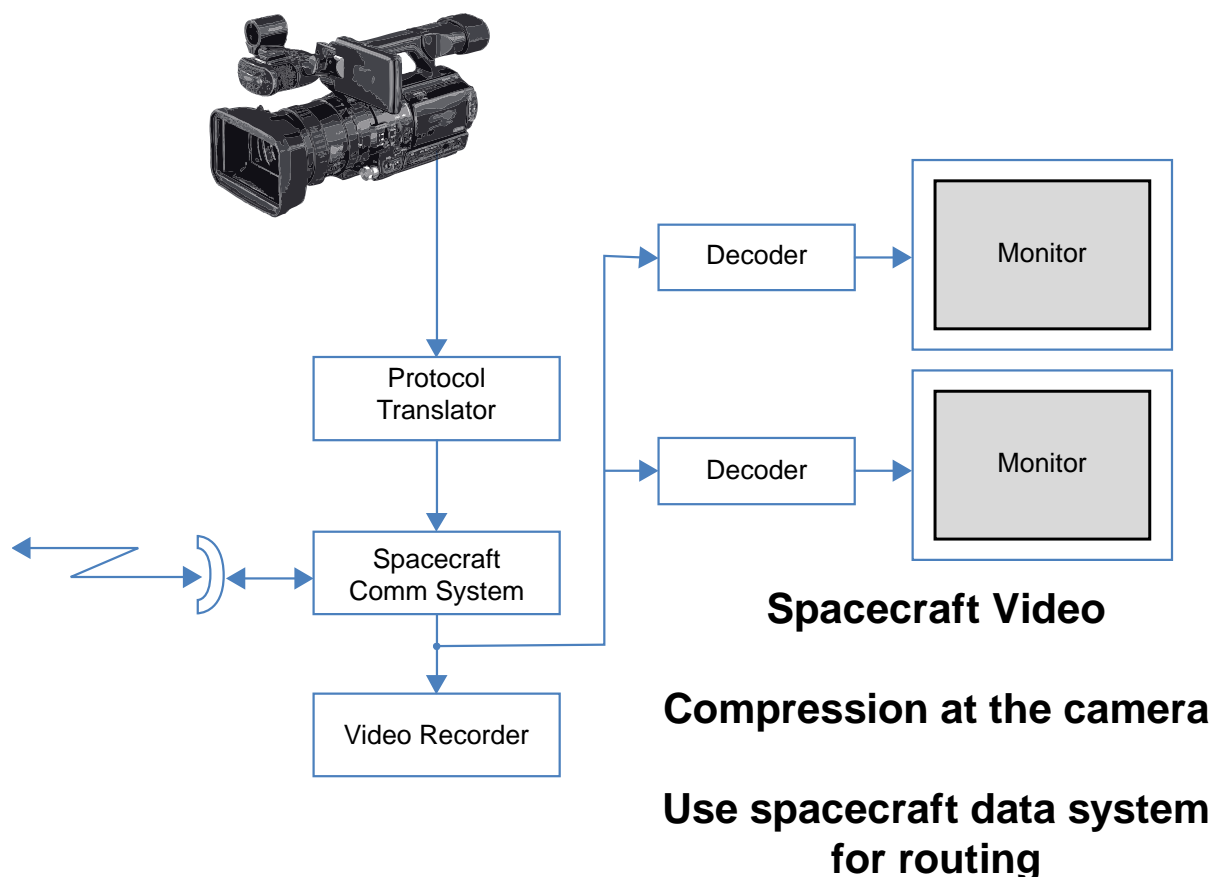 Decoder
Monitor
Protocol
Translator
Decoder
Monitor
Spacecraft
Comm System
Video Recorder
Spacecraft Video
Compression at the camera
Use spacecraft data system
for routing